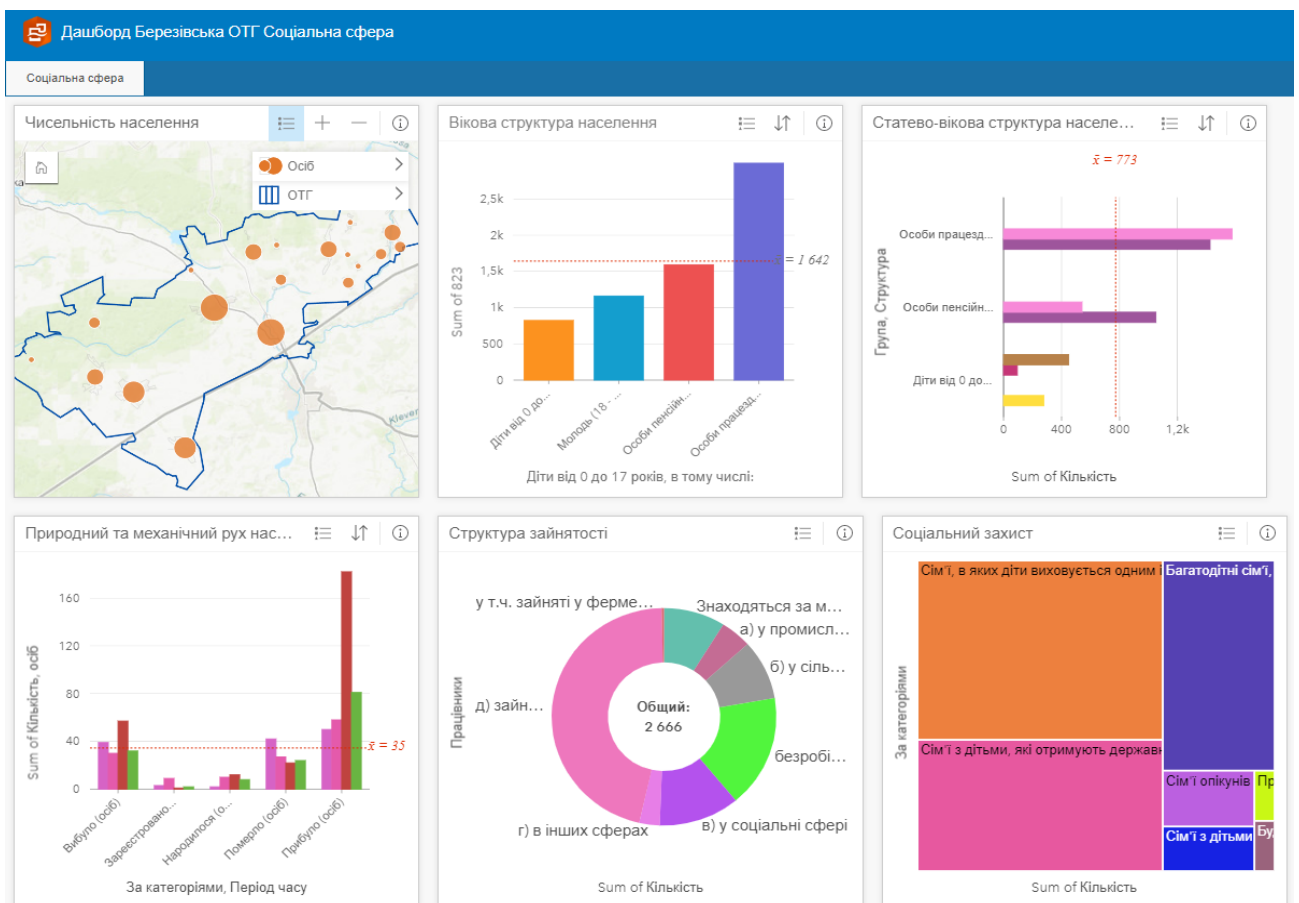 Дашборд Березівська ОТГ Соціальна сфера
Соціальна сфера
Чисельність населення
Осіб
ОТГ
Klever
Вікова структура населення
2,5k
2k
1,5k
1k
500
0
Sum of 823
= 1 642
Діти від 0 до...
Молодь (18 - ...
Особи пенсійн...
Особи працезд...
Діти від 0 до 17 років, в тому числі:
Статево-вікова структура населе...
x̄ = 773
Група, Структура
Особи працезд...
Особи пенсійн...
Діти від 0 до...
0
400
800
1,2k
Sum of Кількість
Природний та механічний рух нас...
160
120
80
40
0
Sum of Кількість, осіб
x̄ = 35
Вибуло (осіб)
Зареєстровано...
Народилося (о...
Померло (осіб)
Прибуло (осіб)
За категоріями, Період часу
Структура зайнятості
у т.ч. зайняті у ферме...
Знаходяться за м...
а) у промисл...
б) у сіль...
безробі...
в) у соціальні сфері
г) в інших сферах
д) зайн...
Общий:
2 666
Працівники
Sum of Кількість
Соціальний захист
Сім'ї, в яких діти виховується одним і
Багатодітні сім'ї,
Сім'ї з дітьми, які отримують державн
Сім'ї опікунів
Пр
Сім'ї з дітьми
Бу,
За категоріями
Sum of Кількість